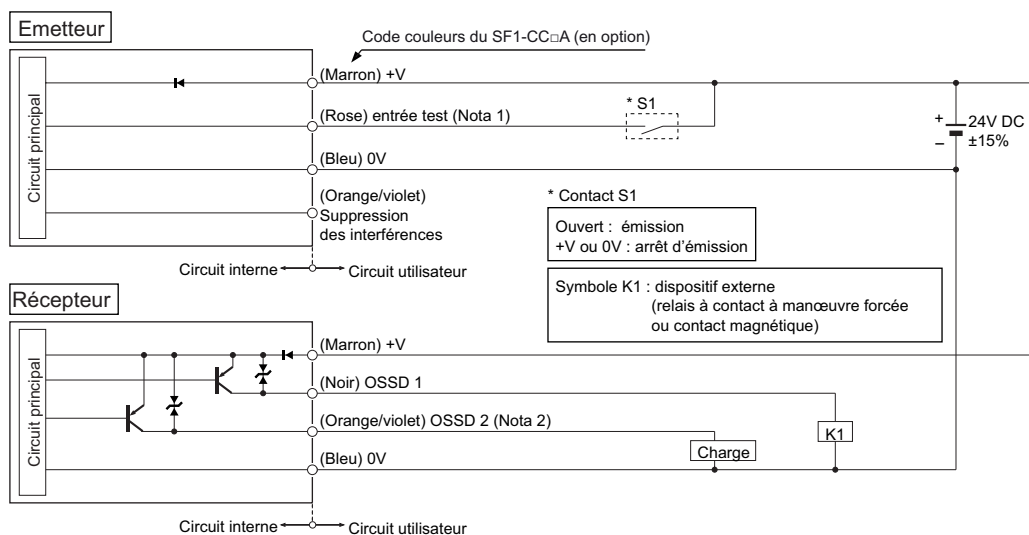 Emetteur
Code couleurs du SF1-CC□A (en option)
Circuit principal
(Marron) +V
(Rose) entrée test (Nota 1)
* S1
(Bleu) 0V
+
−
24V DC
±15%
(Orange/violet)
Suppression
des interférences
Circuit interne
Circuit utilisateur
* Contact S1
Ouvert : émission
+V ou 0V : arrêt d’émission
Symbole K1 : dispositif externe
(relais à contact à manœuvre forcée
ou contact magnétique)
Récepteur
Circuit principal
(Marron) +V
(Noir) OSSD 1
(Orange/violet) OSSD 2 (Nota 2)
K1
Charge
(Bleu) 0V
Circuit interne
Circuit utilisateur